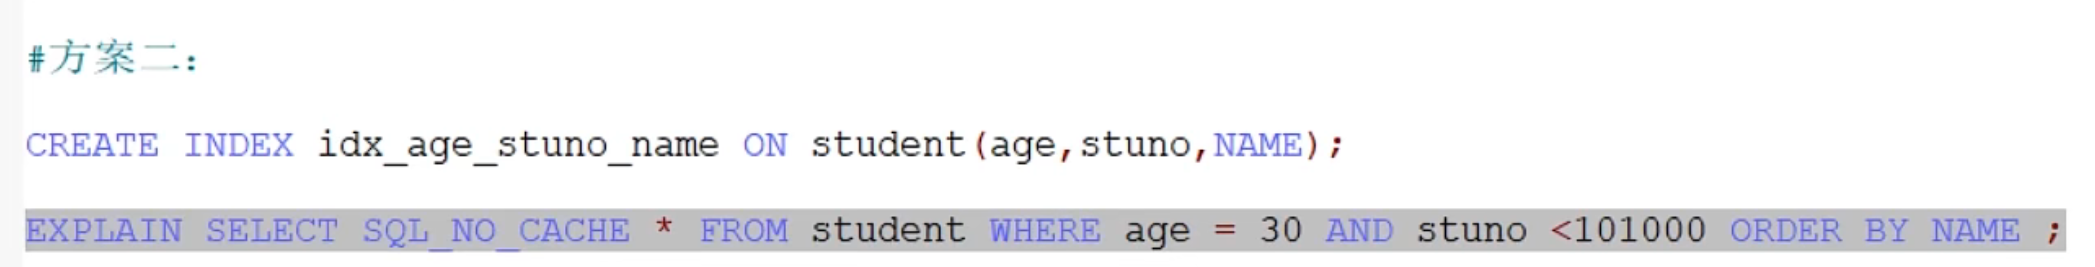 #方案二：
CREATE INDEX idx_age_stuno_name ON student(age,stuno,NAME);
EXPLAIN SELECT SQL_NO_CACHE * FROM student WHERE age = 30 AND stuno <101000 ORDER BY NAME ;